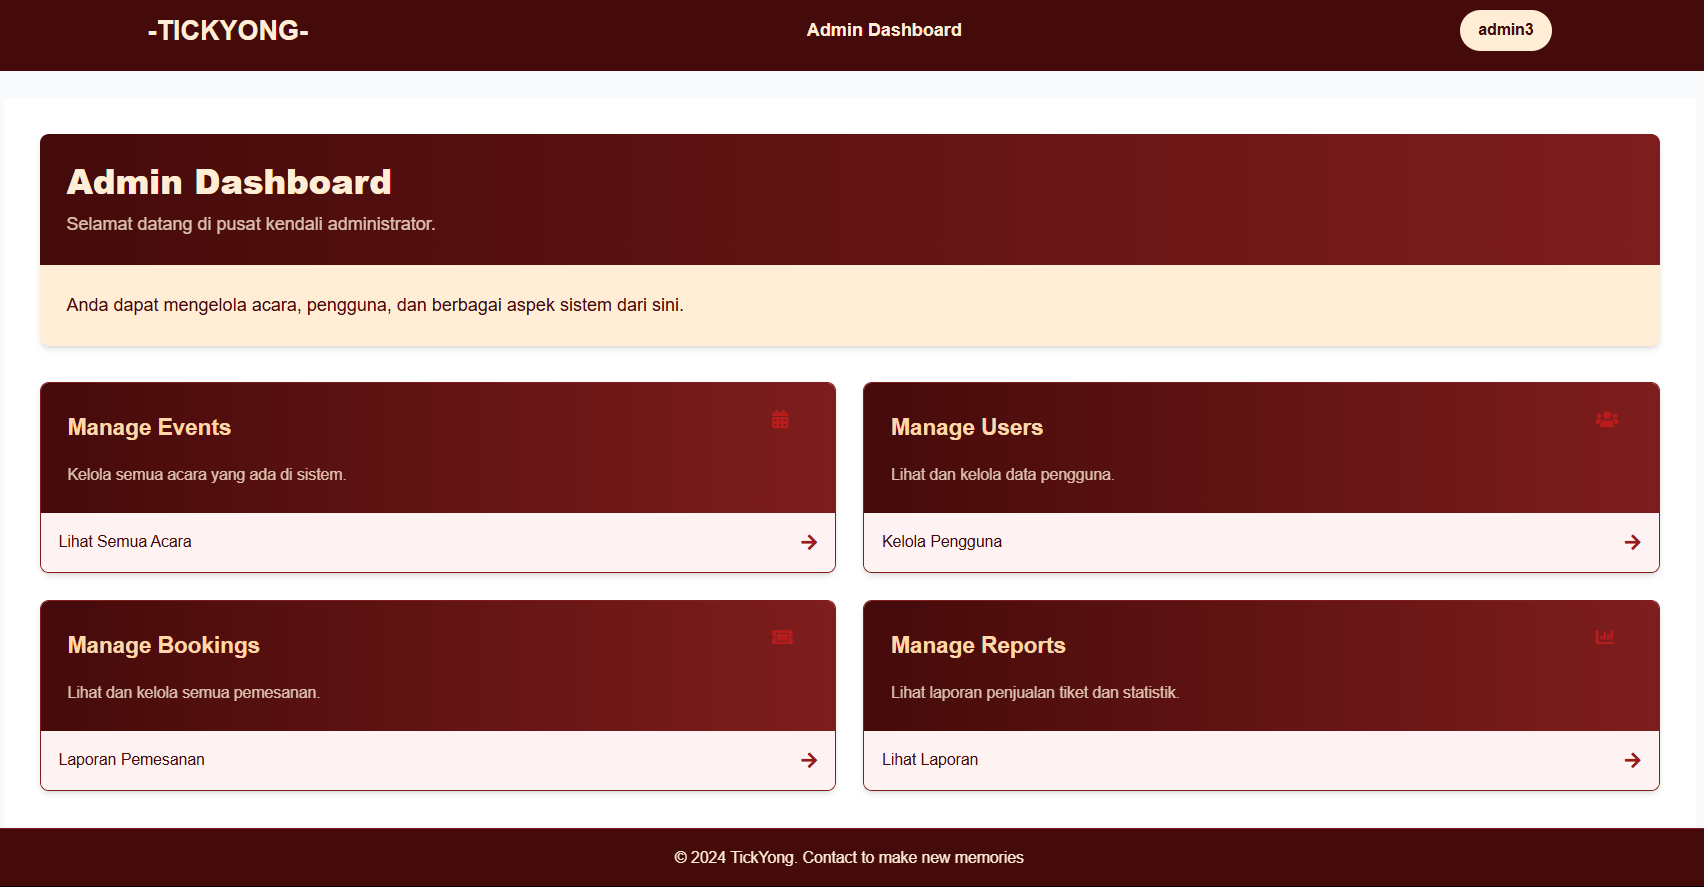 -TICKYONG-
Admin Dashboard
admin3
Admin Dashboard
Selamat datang di pusat kendali administrator.
Anda dapat mengelola acara, pengguna, dan berbagai aspek sistem dari sini.
Manage Events
Kelola semua acara yang ada di sistem.
Lihat Semua Acara
Manage Users
Lihat dan kelola data pengguna.
Kelola Pengguna
Manage Bookings
Lihat dan kelola semua pemesanan.
Laporan Pemesanan
Manage Reports
Lihat laporan penjualan tiket dan statistik.
Lihat Laporan
© 2024 TickYong. Contact to make new memories